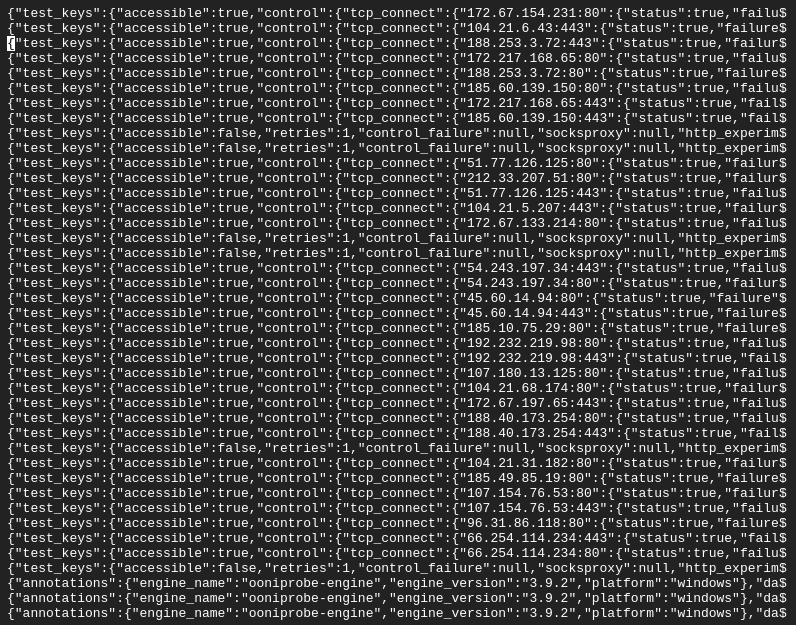 {"test_keys":{"accessible":true,"control":{"tcp_connect":{"172.67.154.231:80":{"status":true,"failu$
{"test_keys":{"accessible":true,"control":{"tcp_connect":{"104.21.6.43:443":{"status":true,"failure$
{"test_keys":{"accessible":true,"control":{"tcp_connect":{"188.253.3.72:443":{"status":true,"failur$
{"test_keys":{"accessible":true,"control":{"tcp_connect":{"172.217.168.65:80":{"status":true,"failu$
{"test_keys":{"accessible":true,"control":{"tcp_connect":{"188.253.3.72:80":{"status":true,"failure$
{"test_keys":{"accessible":true,"control":{"tcp_connect":{"185.60.139.150:80":{"status":true,"failu$
{"test_keys":{"accessible":true,"control":{"tcp_connect":{"172.217.168.65:443":{"status":true,"fail$
{"test_keys":{"accessible":true,"control":{"tcp_connect":{"185.60.139.150:443":{"status":true,"fail$
{"test_keys":{"accessible":false,"retries":1,"control_failure":null,"socksproxy":null,"http_experim$
{"test_keys":{"accessible":false,"retries":1,"control_failure":null,"socksproxy":null,"http_experim$
{"test_keys":{"accessible":true,"control":{"tcp_connect":{"51.77.126.125:80":{"status":true,"failur$
{"test_keys":{"accessible":true,"control":{"tcp_connect":{"212.33.207.51:80":{"status":true,"failur$
{"test_keys":{"accessible":true,"control":{"tcp_connect":{"51.77.126.125:443":{"status":true,"failu$
{"test_keys":{"accessible":true,"control":{"tcp_connect":{"104.21.5.207:443":{"status":true,"failur$
{"test_keys":{"accessible":true,"control":{"tcp_connect":{"172.67.133.214:80":{"status":true,"failu$
{"test_keys":{"accessible":false,"retries":1,"control_failure":null,"socksproxy":null,"http_experim$
{"test_keys":{"accessible":false,"retries":1,"control_failure":null,"socksproxy":null,"http_experim$
{"test_keys":{"accessible":true,"control":{"tcp_connect":{"54.243.197.34:443":{"status":true,"failu$
{"test_keys":{"accessible":true,"control":{"tcp_connect":{"54.243.197.34:80":{"status":true,"failur$
{"test_keys":{"accessible":true,"control":{"tcp_connect":{"45.60.14.94:80":{"status":true,"failure"$
{"test_keys":{"accessible":true,"control":{"tcp_connect":{"45.60.14.94:443":{"status":true,"failure$
{"test_keys":{"accessible":true,"control":{"tcp_connect":{"185.10.75.29:80":{"status":true,"failure$
{"test_keys":{"accessible":true,"control":{"tcp_connect":{"192.232.219.98:80":{"status":true,"failu$
{"test_keys":{"accessible":true,"control":{"tcp_connect":{"192.232.219.98:443":{"status":true,"fail$
{"test_keys":{"accessible":true,"control":{"tcp_connect":{"107.180.13.125:80":{"status":true,"failu$
{"test_keys":{"accessible":true,"control":{"tcp_connect":{"104.21.68.174:80":{"status":true,"failur$
{"test_keys":{"accessible":true,"control":{"tcp_connect":{"172.67.197.65:443":{"status":true,"failu$
{"test_keys":{"accessible":true,"control":{"tcp_connect":{"188.40.173.254:80":{"status":true,"failu$
{"test_keys":{"accessible":true,"control":{"tcp_connect":{"188.40.173.254:443":{"status":true,"fail$
{"test_keys":{"accessible":false,"retries":1,"control_failure":null,"socksproxy":null,"http_experim$
{"test_keys":{"accessible":true,"control":{"tcp_connect":{"104.21.31.182:80":{"status":true,"failur$
{"test_keys":{"accessible":true,"control":{"tcp_connect":{"185.49.85.19:80":{"status":true,"failure$
{"test_keys":{"accessible":true,"control":{"tcp_connect":{"107.154.76.53:80":{"status":true,"failur$
{"test_keys":{"accessible":true,"control":{"tcp_connect":{"107.154.76.53:443":{"status":true,"failu$
{"test_keys":{"accessible":true,"control":{"tcp_connect":{"96.31.86.118:80":{"status":true,"failure$
{"test_keys":{"accessible":true,"control":{"tcp_connect":{"66.254.114.234:443":{"status":true,"fail$
{"test_keys":{"accessible":true,"control":{"tcp_connect":{"66.254.114.234:80":{"status":true,"failu$
{"test_keys":{"accessible":false,"retries":1,"control_failure":null,"socksproxy":null,"http_experim$
{"annotations":{"engine_name":"ooniprobe-engine","engine_version":"3.9.2","platform":"windows"},"da$
{"annotations":{"engine_name":"ooniprobe-engine","engine_version":"3.9.2","platform":"windows"},"da$
{"annotations":{"engine_name":"ooniprobe-engine","engine_version":"3.9.2","platform":"windows"},"da$